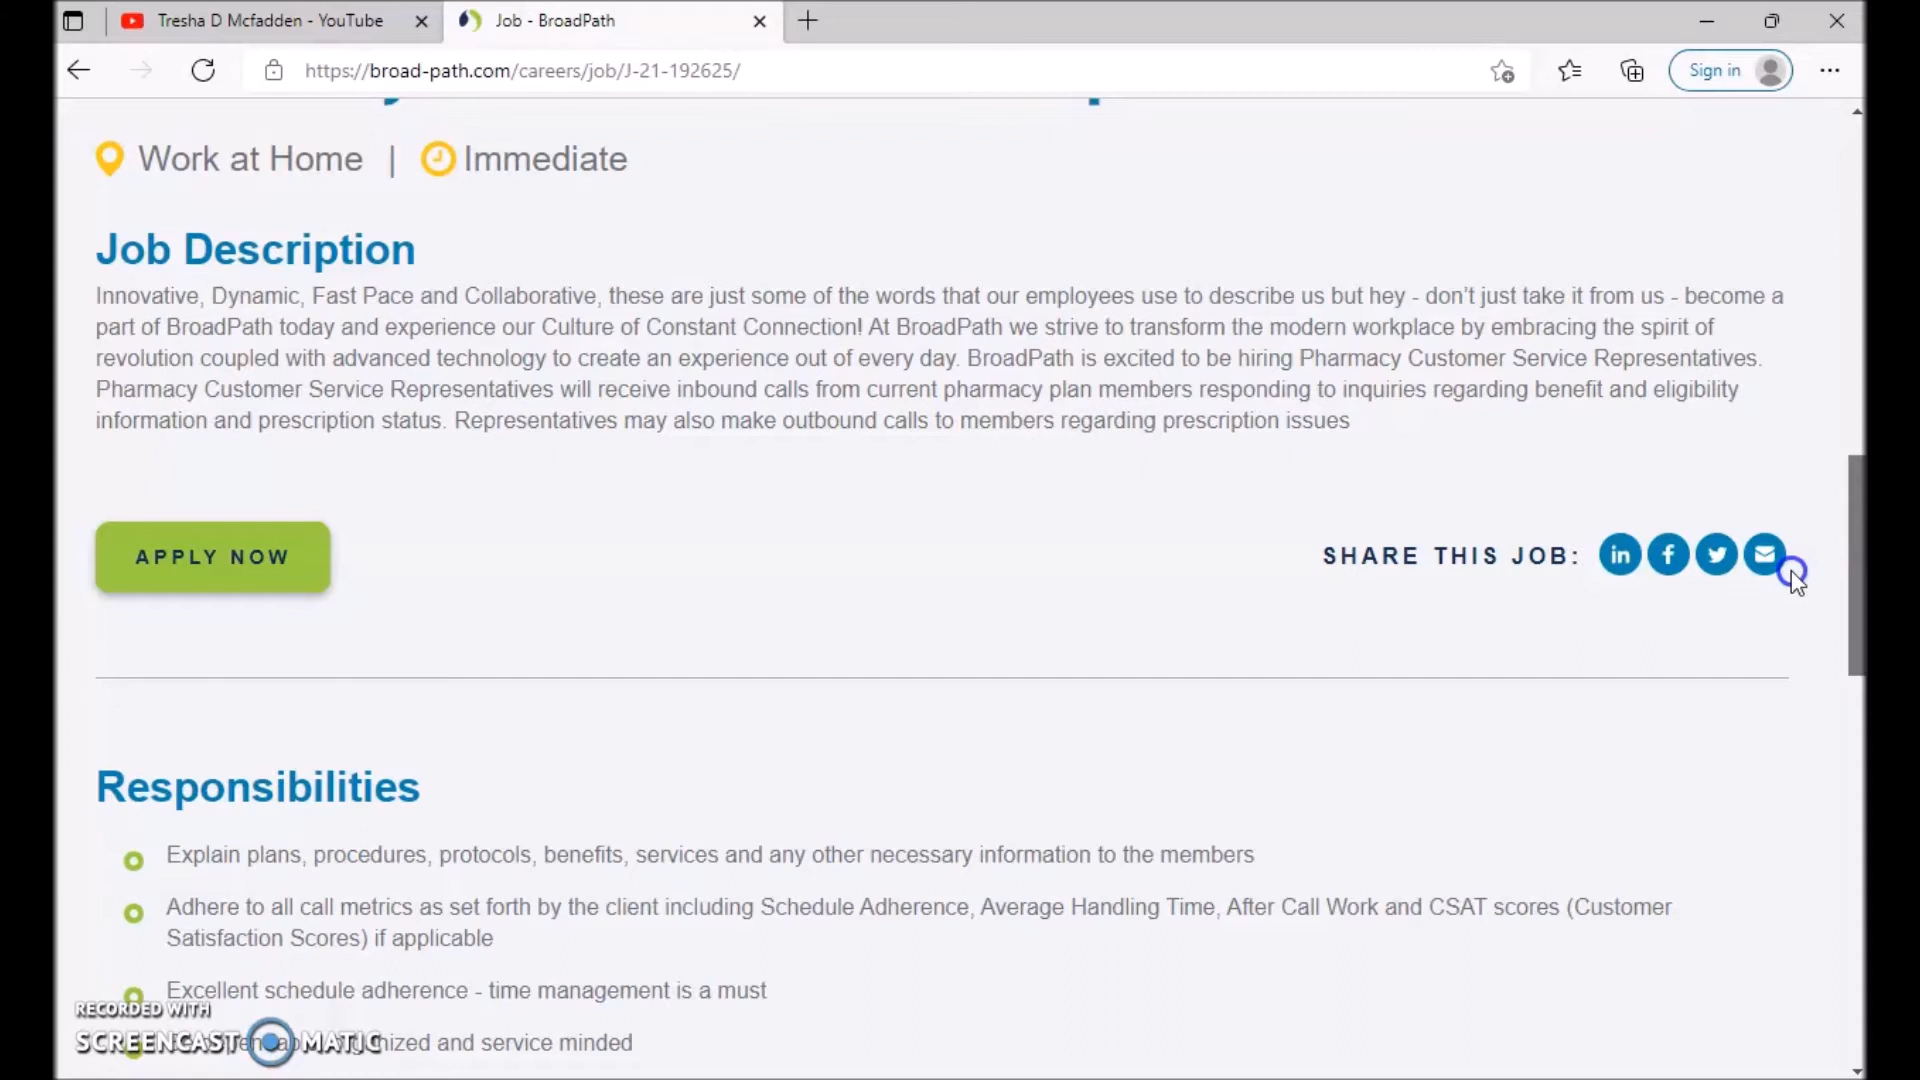 Tresha D Mcfadden - YouTube
Job - BroadPath
https://broad-path.com/careers/job/J-21-192625/
Sign in
Work at Home | Immediate
Job Description
Innovative, Dynamic, Fast Pace and Collaborative, these are just some of the words that our employees use to describe us but hey - don't just take it from us - become a
part of BroadPath today and experience our Culture of Constant Connection! At BroadPath we strive to transform the modern workplace by embracing the spirit of
revolution coupled with advanced technology to create an experience out of every day. BroadPath is excited to be hiring Pharmacy Customer Service Representatives.
Pharmacy Customer Service Representatives will receive inbound calls from current pharmacy plan members responding to inquiries regarding benefit and eligibility
information and prescription status. Representatives may also make outbound calls to members regarding prescription issues
APPLY NOW
SHARE THIS JOB:
Responsibilities
Explain plans, procedures, protocols, benefits, services and any other necessary information to the members
Adhere to all call metrics as set forth by the client including Schedule Adherence, Average Handling Time, After Call Work and CSAT scores (Customer
Satisfaction Scores) if applicable
Excellent schedule adherence - time management is a must
RECORDED WITH
SCREENCAST MATIC
and service minded